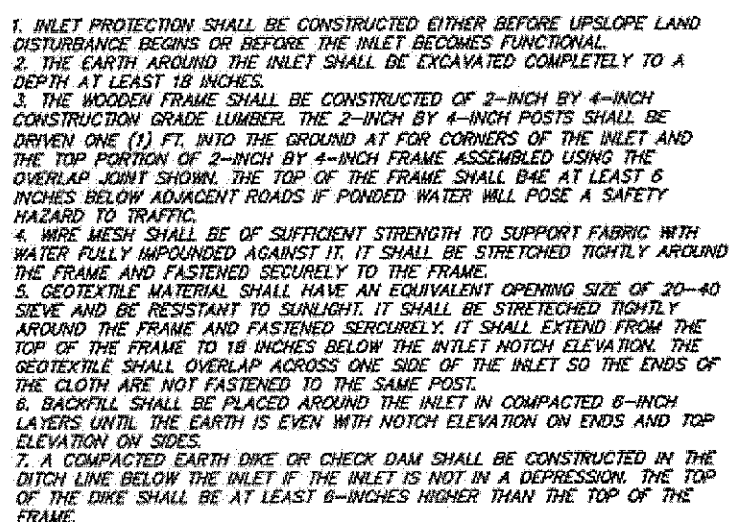 1. INLET PROTECTION SHALL BE CONSTRUCTED EITHER BEFORE UPSLOPE LAND
DISTURBANCE BEGINS OR BEFORE THE INLET BECOMES FUNCTIONAL.
2. THE EARTH AROUND THE INLET SHALL BE EXCAVATED COMPLETELY TO A
DEPTH AT LEAST 18 INCHES.
3. THE WOODEN FRAME SHALL BE CONSTRUCTED OF 2-INCH BY 4-INCH
CONSTRUCTION GRADE LUMBER. THE 2-INCH BY 4-INCH POSTS SHALL BE
DRIVEN ONE (1) FT. INTO THE GROUND AT FOR CORNERS OF THE INLET AND
THE TOP PORTION OF 2-INCH BY 4-INCH FRAME ASSEMBLED USING THE
OVERLAP JOINT SHOWN. THE TOP OF THE FRAME SHALL B4E AT LEAST 6
INCHES BELOW ADJACENT ROADS IF PONDED WATER WILL POSE A SAFETY
HAZARD TO TRAFFIC.
4. WIRE MESH SHALL BE OF SUFFICIENT STRENGTH TO SUPPORT FABRIC WITH
WATER FULLY IMPOUNDED AGAINST IT. IT SHALL BE STRETCHED TIGHTLY AROUND
THE FRAME AND FASTENED SECURELY TO THE FRAME.
5. GEOTEXTILE MATERIAL SHALL HAVE AN EQUIVALENT OPENING SIZE OF 20-40
SIEVE AND BE RESISTANT TO SUNLIGHT. IT SHALL BE STRETECHED TIGHTLY
AROUND THE FRAME AND FASTENED SERCURELY. IT SHALL EXTEND FROM THE
TOP OF THE FRAME TO 18 INCHES BELOW THE INTLET NOTCH ELEVATION. THE
GEOTEXTILE SHALL OVERLAP ACROSS ONE SIDE OF THE INLET SO THE ENDS OF
THE CLOTH ARE NOT FASTENED TO THE SAME POST.
6. BACKFILL SHALL BE PLACED AROUND THE INLET IN COMPACTED 6-INCH
LAYERS UNTIL THE EARTH IS EVEN WITH NOTCH ELEVATION ON ENDS AND TOP
ELEVATION ON SIDES.
7. A COMPACTED EARTH DIKE OR CHECK DAM SHALL BE CONSTRUCTED IN THE
DITCH LINE BELOW THE INLET IF THE INLET IS NOT IN A DEPRESSION. THE TOP
OF THE DIKE SHALL BE AT LEAST 6-INCHES HIGHER THAN THE TOP OF THE
FRAME.